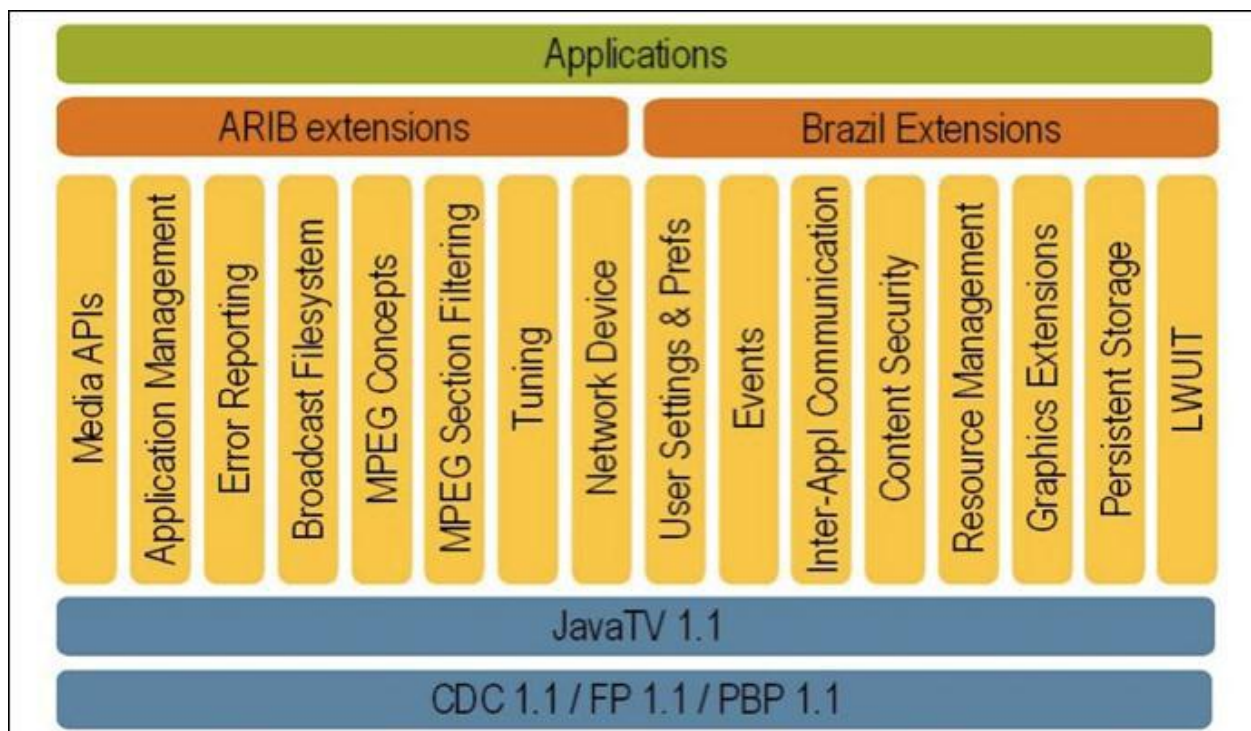 Applications
ARIB extensions
Brazil Extensions
Media APIs
Application Management
Error Reporting
Broadcast Filesystem
MPEG Concepts
MPEG Section Filtering
Tuning
Network Device
User Settings & Prefs
Events
Inter-Appl Communication
Content Security
Resource Management
Graphics Extensions
Persistent Storage
LWUIT
JavaTV 1.1
CDC 1.1 / FP 1.1 / PBP 1.1